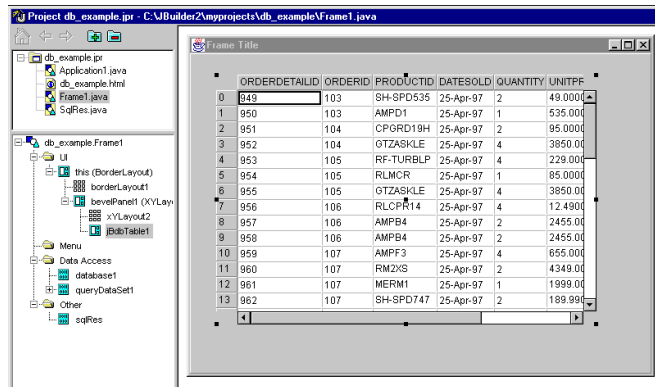 Project db_example.jpr - C:\JBuilder2\myprojects\db_example\Frame1.java
db_example.jpr
Application1.java
db_example.html
Frame1.java
SqlRes.java
db_example.Frame1
UI
this (BorderLayout)
borderLayout1
bevelPanel1 (XYLay
xYLayout2
jBdbTable1
Menu
Data Access
database1
queryDataSet1
Other
sqlRes
Frame Title
ORDERDETAILID ORDERID PRODUCTID DATESOLD QUANTITY UNITPR
0 949 103 SH-SPD535 25-Apr-97 2 49.0000
1 950 103 AMPD1 25-Apr-97 1 535.000
2 951 104 CPGRD19H 25-Apr-97 2 95.0000
3 952 104 GTZASKLE 25-Apr-97 4 3850.00
4 953 105 RF-TURBLP 25-Apr-97 4 229.000
5 954 105 RLMCR 25-Apr-97 1 85.0000
6 955 105 GTZASKLE 25-Apr-97 4 3850.00
7 956 106 RLCPR14 25-Apr-97 4 12.4900
8 957 106 AMPB4 25-Apr-97 2 2455.00
9 958 106 AMPB4 25-Apr-97 2 2455.00
10 959 107 AMPF3 25-Apr-97 4 655.000
11 960 107 RM2XS 25-Apr-97 2 4349.00
12 961 107 MERM1 25-Apr-97 1 1999.00
13 962 107 SH-SPD747 25-Apr-97 2 189.990